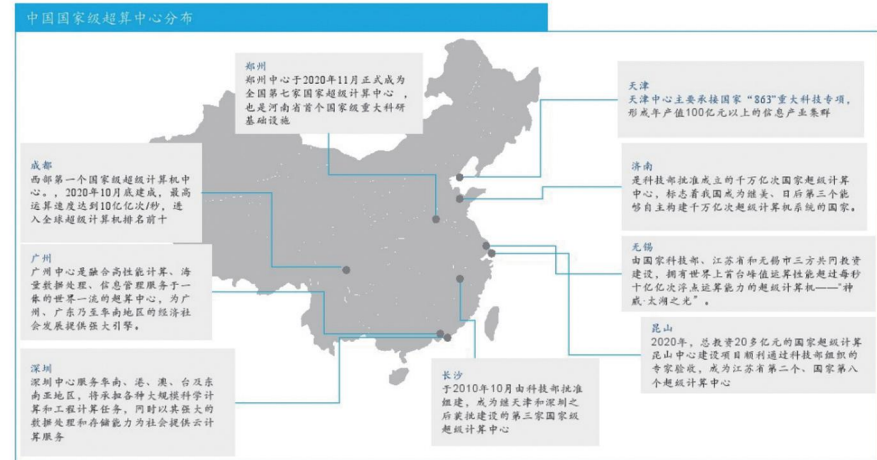 中国国家级超算中心分布
郑州
郑州中心于2020年11月正式成为
全国第七家国家超级计算中心 ,
也是河南省首个国家级重大科研
基础设施
天津
天津中心主要承接国家“863”重大科技专项,
形成年产值100亿元以上的信息产业集群
成都
西部第一个国家级超级计算机中
心。, 2020年10月底建成, 最高
运算速度达到10亿亿次/秒, 进
入全球超级计算机排名前十
济南
是科技部批准成立的千万亿次国家超级计算
中心, 标志着我国成为继美、日后第三个能
够自主构建千万亿次超级计算机系统的国家。
广州
广州中心是融合高性能计算、海
量数据处理、信息管理服务于一
体的世界一流的超算中心, 为广
州、广东乃至华南地区的经济社
会发展提供强大引擎。
无锡
由国家科技部、江苏省和无锡市三方共同投资
建设, 拥有世界上首台峰值运算性能超过每秒
十亿亿次浮点运算能力的超级计算机——“神
威·太湖之光”。
昆山
2020年, 总投资20多亿元的国家超级计算
昆山中心建设项目顺利通过科技部组织的
专家验收, 成为江苏省第二个、国家第八
个超级计算中心
深圳
深圳中心服务华南、港、澳、台及东
南亚地区, 将承担各种大规模科学计
算和工程计算任务, 同时以其强大的
数据处理和存储能力为社会提供云计
算服务
长沙
于2010年10月由科技部批准
组建, 成为继天津和深圳之
后获批建设的第三家国家级
超级计算中心